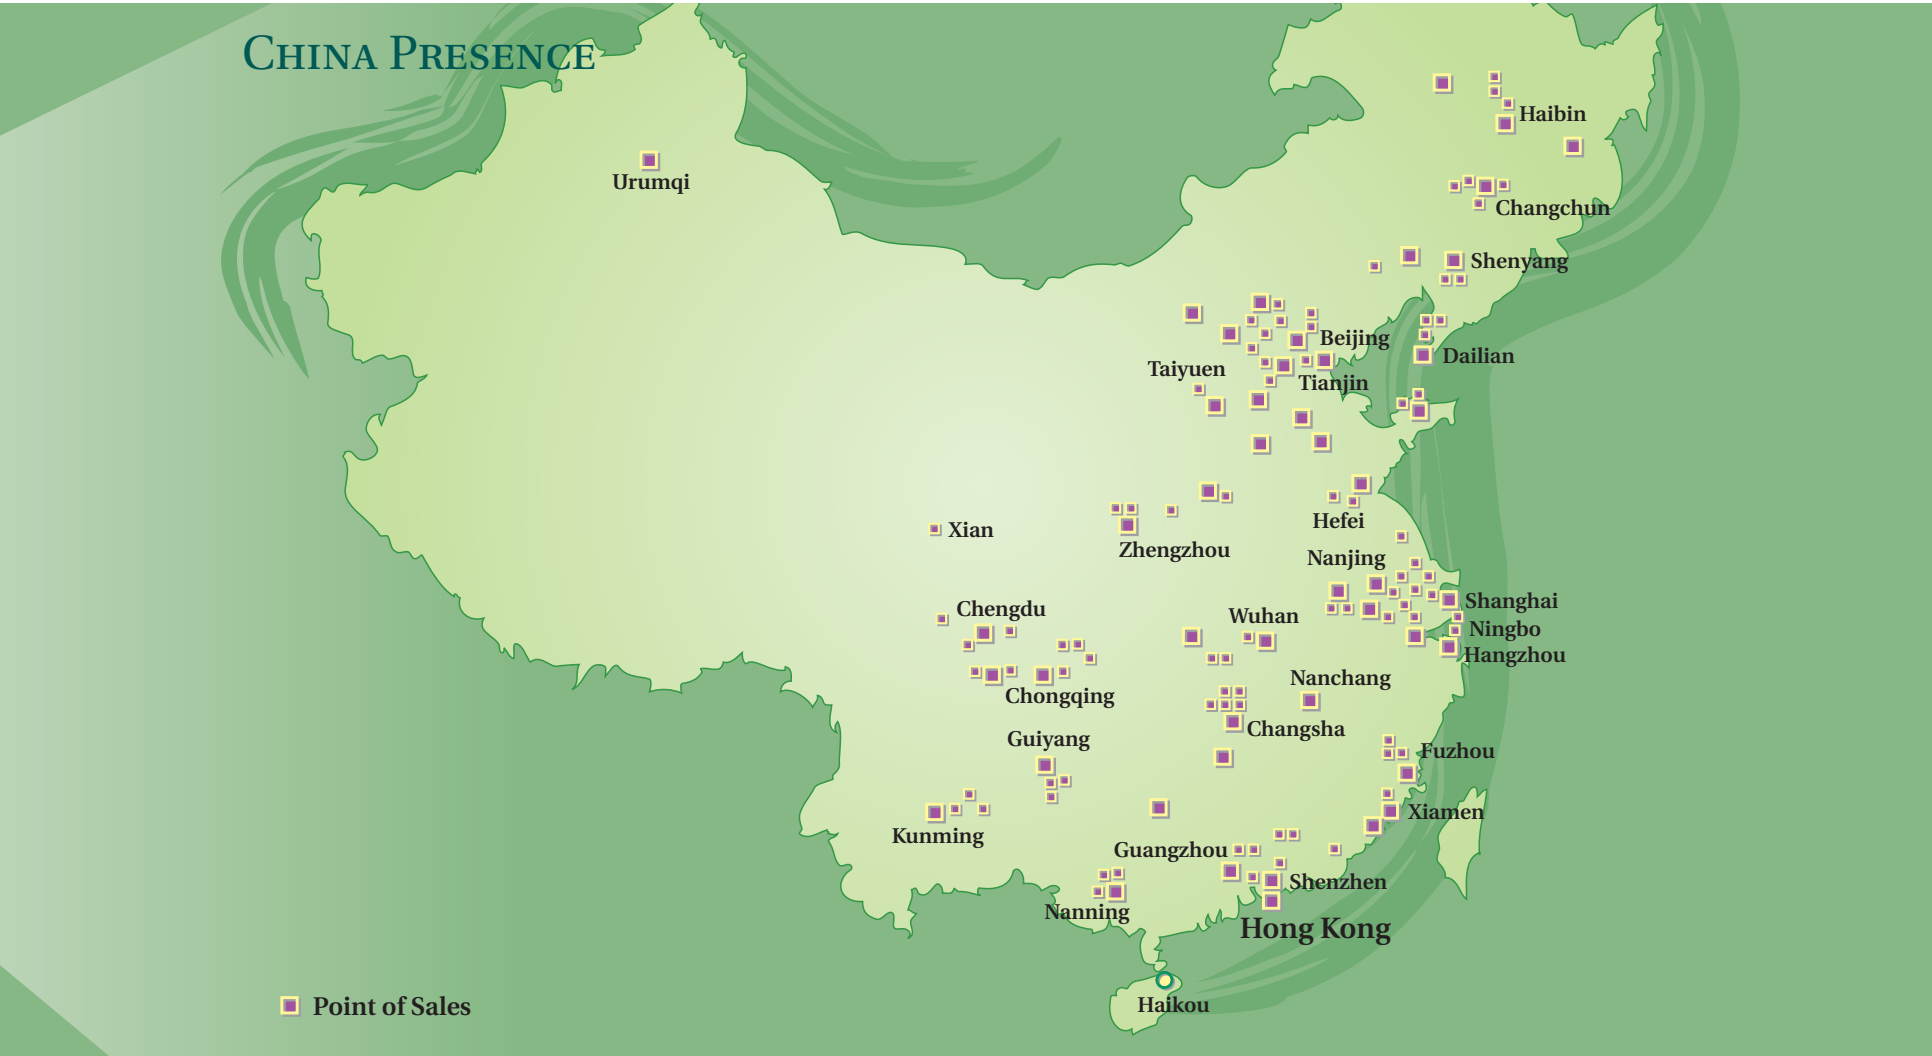 CHINA PRESENCE
Haibin
Urumqi
Changchun
Shenyang
Beijing
Dailian
Taiyuen
Tianjin
Hefei
Xian
Zhengzhou
Nanjing
Chengdu
Shanghai
Wuhan
Ningbo
Hangzhou
Nanchang
Chongqing
Changsha
Guiyang
Fuzhou
Xiamen
Kunming
Guangzhou
Shenzhen
Nanning
Hong Kong
Haikou
Point of Sales